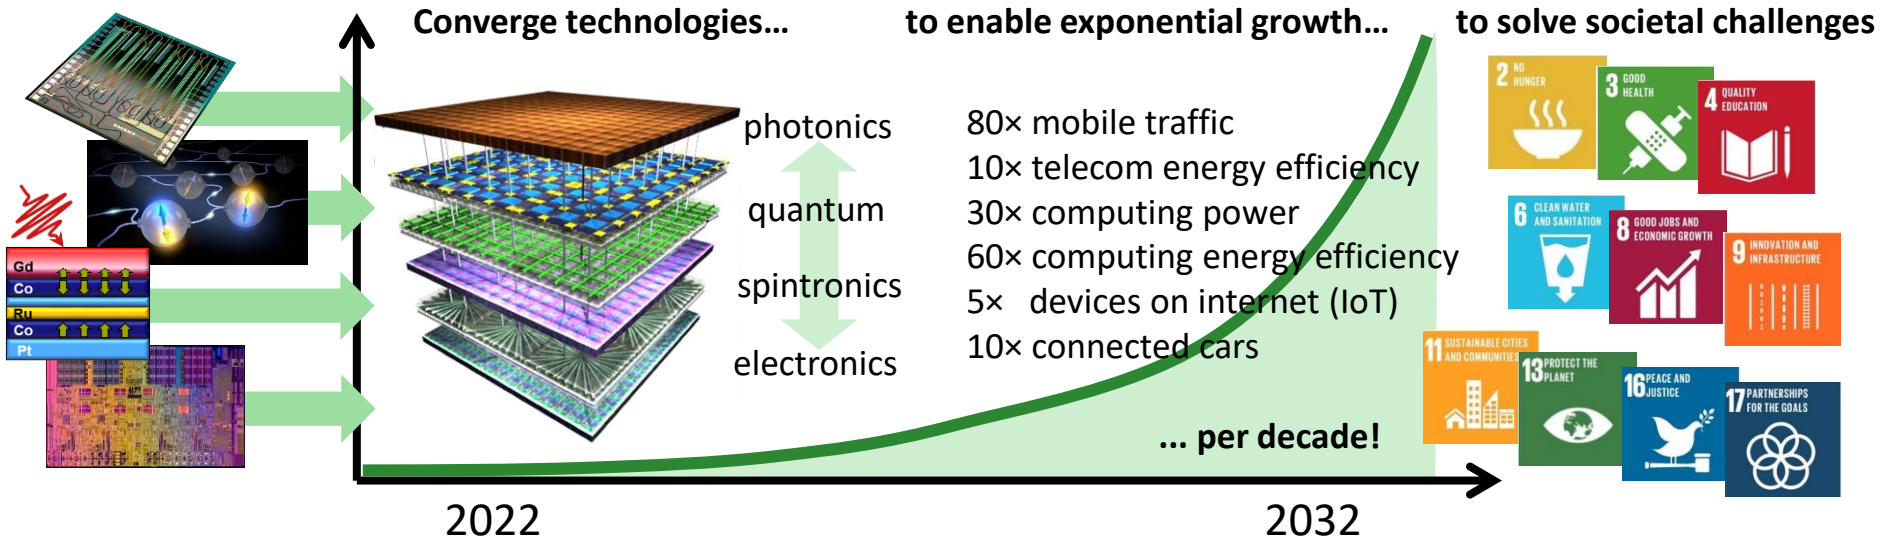 Converge technologies...
to enable exponential growth...
to solve societal challenges
Gd
Co
Ru
Co
Pt
photonics
quantum
spintronics
electronics
80× mobile traffic
10× telecom energy efficiency
30× computing power
60× computing energy efficiency
5× devices on internet (IoT)
10× connected cars
... per decade!
2022
2032
2 NO
HUNGER
3 GOOD
HEALTH
4 QUALITY
EDUCATION
6 CLEAN WATER
AND SANITATION
8 GOOD JOBS AND
ECONOMIC GROWTH
9 INNOVATION AND
INFRASTRUCTURE
11 SUSTAINABLE CITIES
AND COMMUNITIES
13 PROTECT THE
PLANET
16 PEACE AND
JUSTICE
17 PARTNERSHIPS
FOR THE GOALS